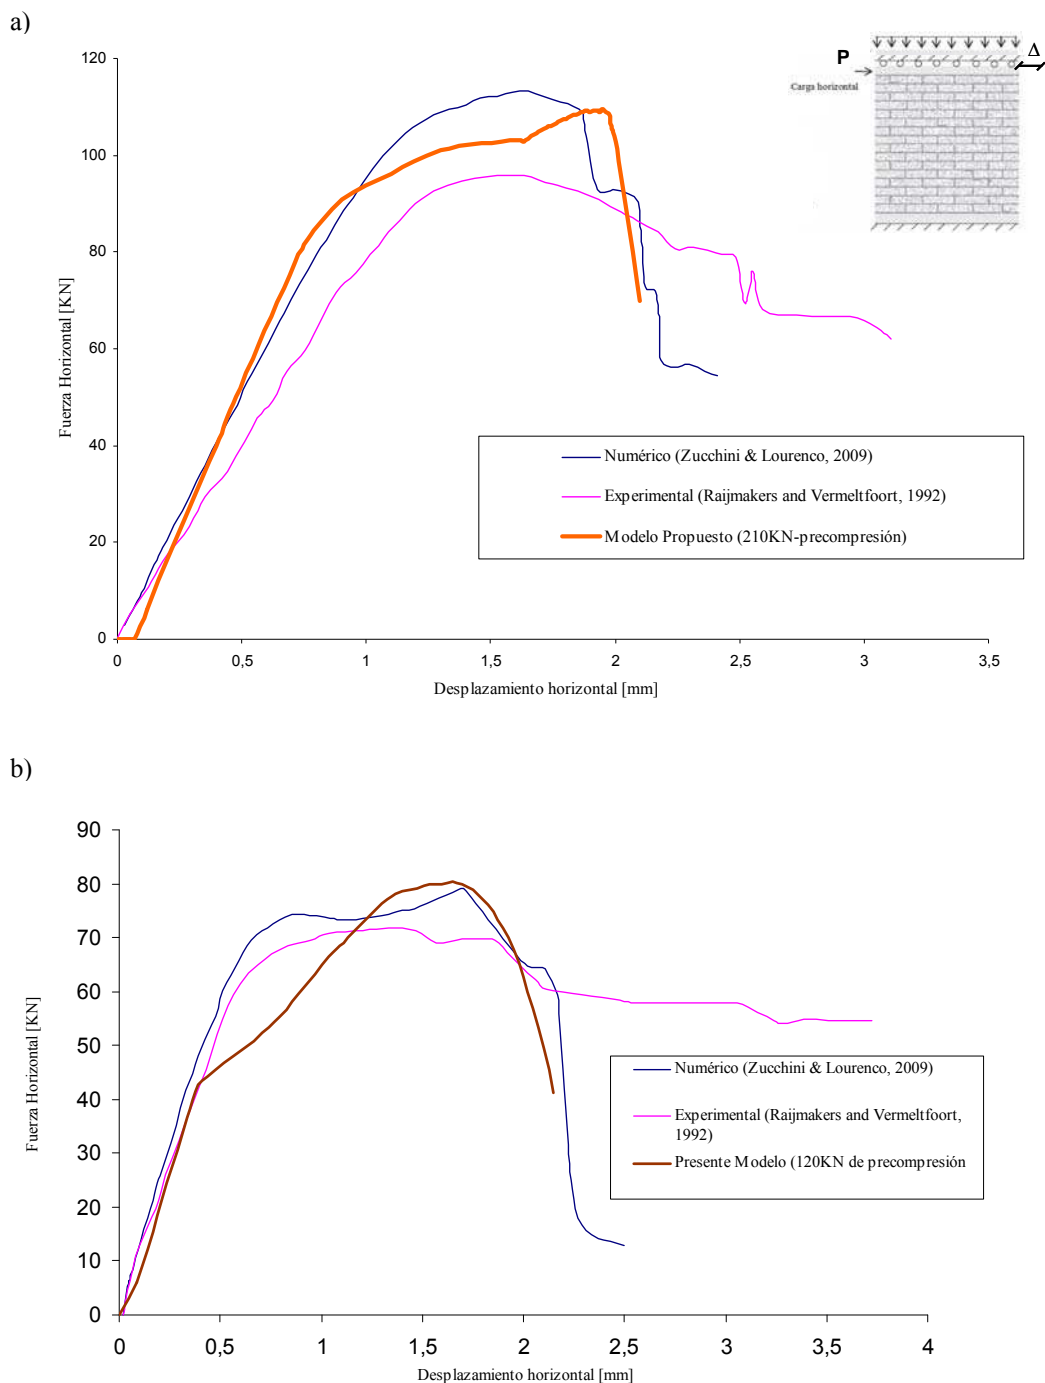 a)
120
100
80
60
40
20
0
Fuerza Horizontal [KN]
0
0,5
1
1,5
2
2,5
3
3,5
Desplazamiento horizontal [mm]
P
Carga horizontal
Δ
Numérico (Zucchini & Lourenco, 2009)
Experimental (Raijmakers and Vermeltfoort, 1992)
Modelo Propuesto (210KN-precompresión)
b)
90
80
70
60
50
40
30
20
10
0
Fuerza Horizontal [KN]
0
0,5
1
1,5
2
2,5
3
3,5
4
Desplazamiento horizontal [mm]
Numérico (Zucchini & Lourenco, 2009)
Experimental (Raijmakers and Vermeltfoort,
1992)
Presente Modelo (120KN de precompresión